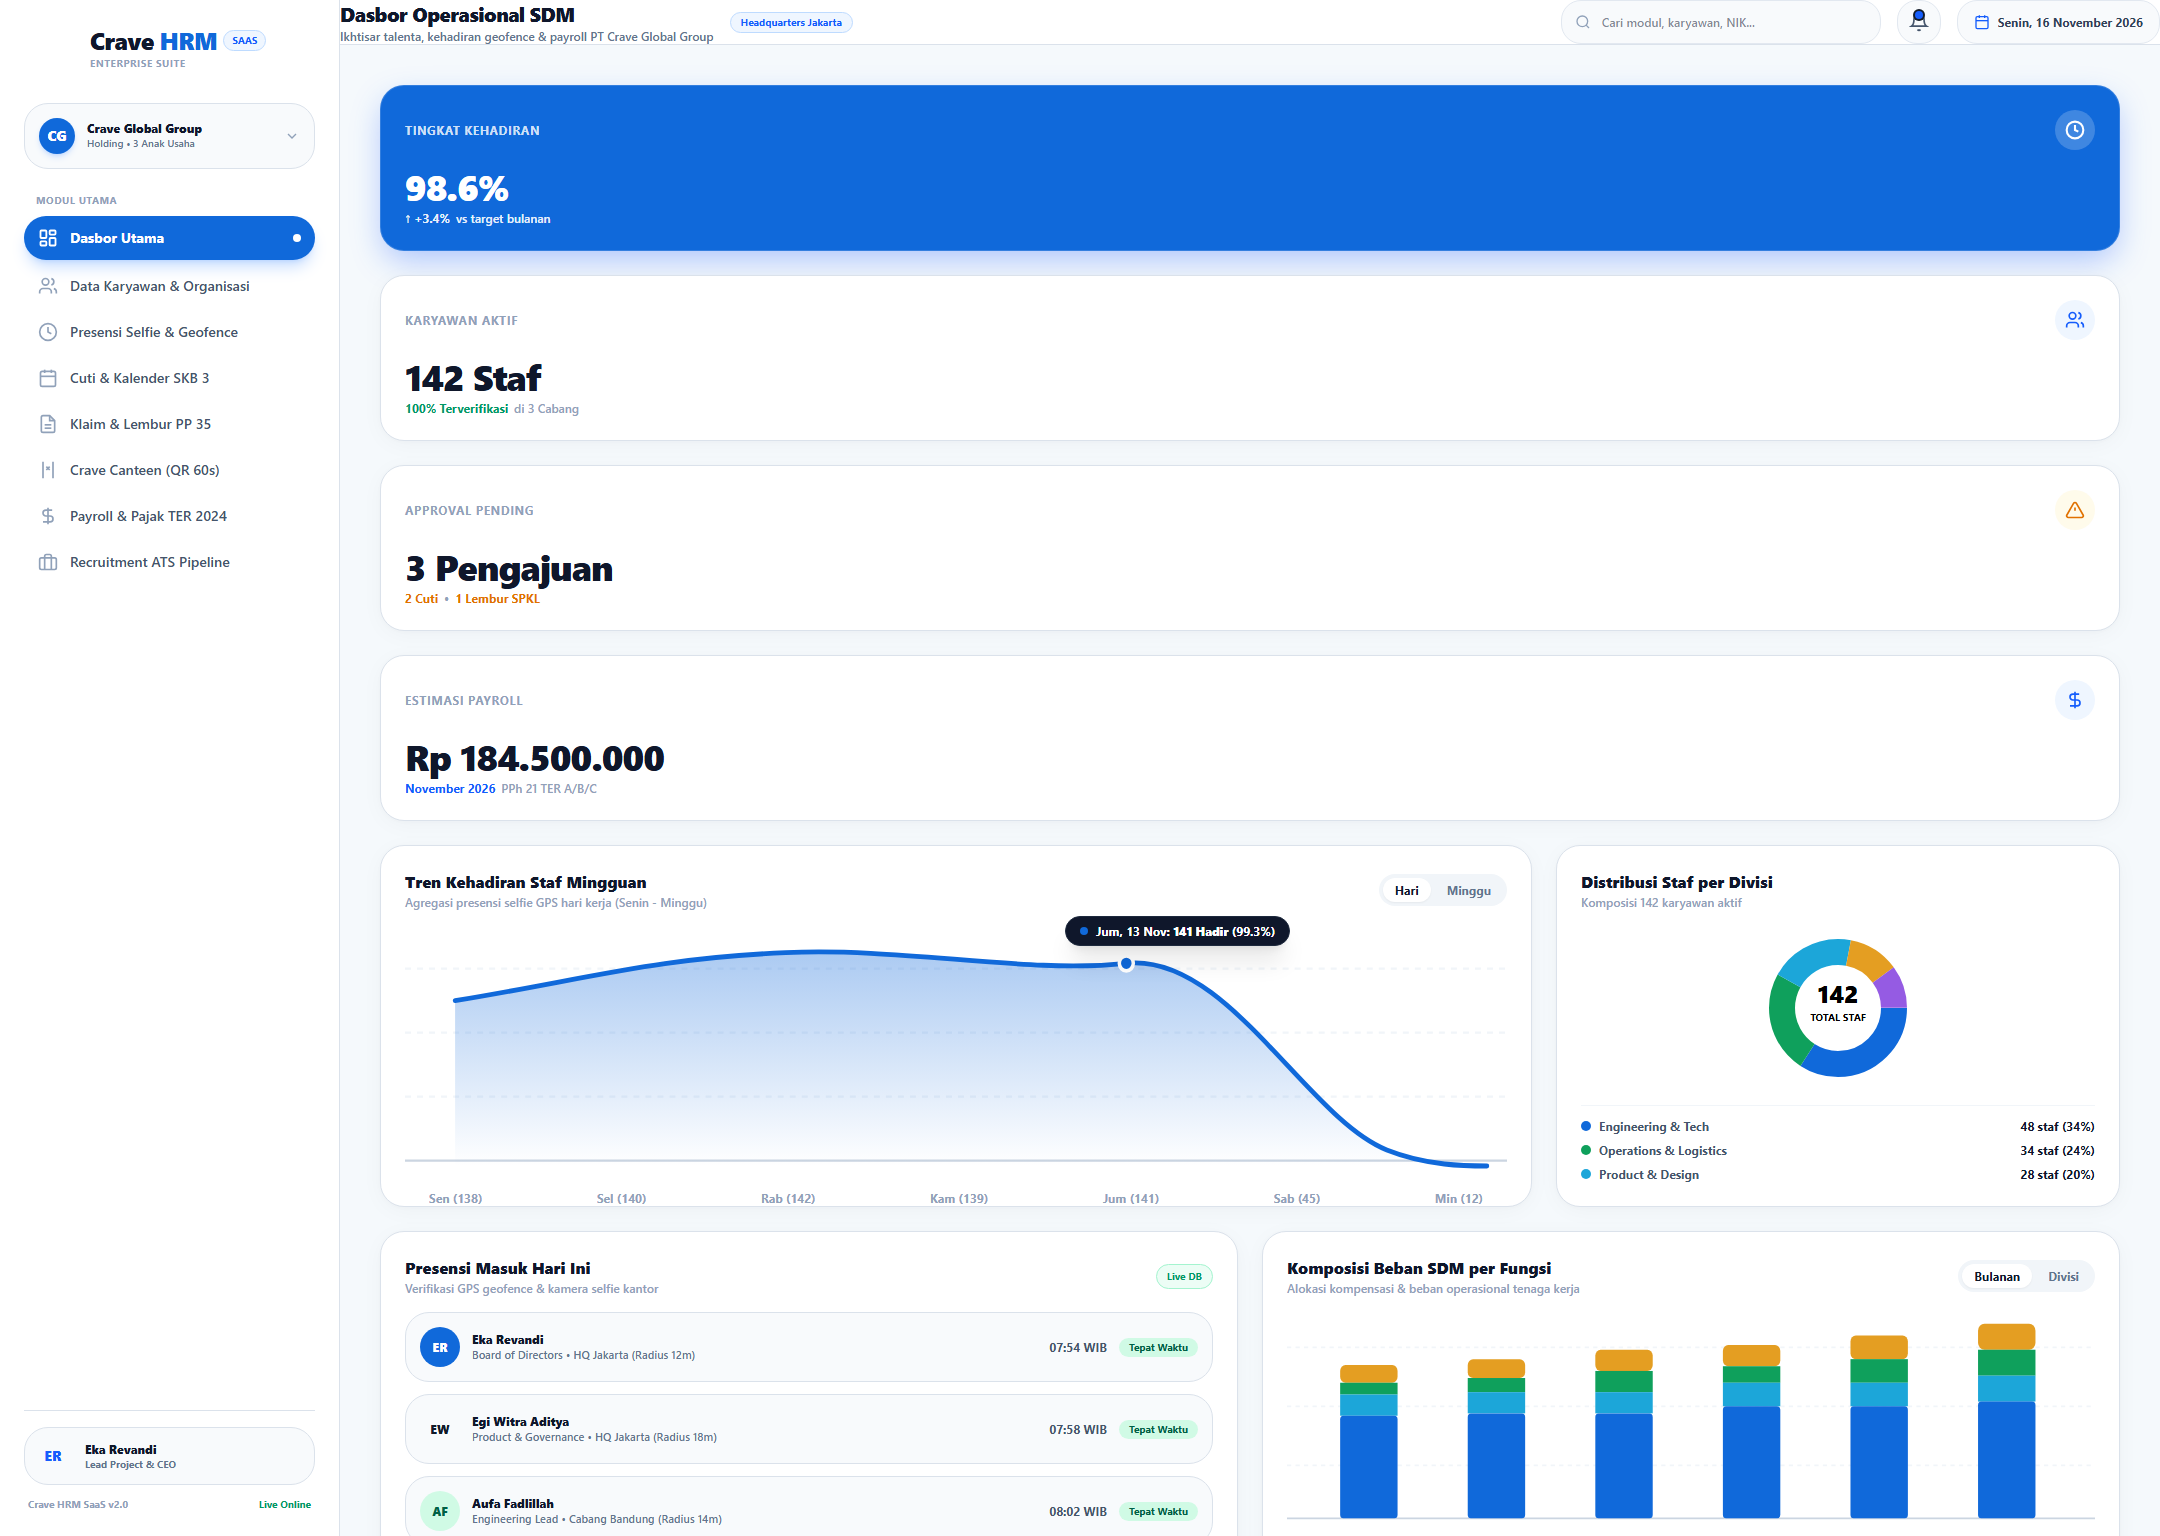 Crave HRM SAAS
ENTERPRISE SUITE
CG
Crave Global Group
Holding • 3 Anak Usaha
MODUL UTAMA
Dasbor Utama
Data Karyawan & Organisasi
Presensi Selfie & Geofence
Cuti & Kalender SKB 3
Klaim & Lembur PP 35
Crave Canteen (QR 60s)
Payroll & Pajak TER 2024
Recruitment ATS Pipeline
ER
Eka Revandi
Lead Project & CEO
Crave HRM SaaS v2.0 Live Online
Dasbor Operasional SDM
Ikhtisar talenta, kehadiran geofence & payroll PT Crave Global Group
Headquarters Jakarta
Cari modul, karyawan, NIK...
Senin, 16 November 2026
TINGKAT KEHADIRAN
98.6%
↑ +3.4% vs target bulanan
KARYAWAN AKTIF
142 Staf
100% Terverifikasi di 3 Cabang
APPROVAL PENDING
3 Pengajuan
2 Cuti • 1 Lembur SPKL
ESTIMASI PAYROLL
Rp 184.500.000
November 2026 PPh 21 TER A/B/C
Tren Kehadiran Staf Mingguan
Agregasi presensi selfie GPS hari kerja (Senin - Minggu)
Hari Minggu
Jum, 13 Nov: 141 Hadir (99.3%)
Sen (138) Sel (140) Rab (142) Kam (139) Jum (141) Sab (45) Min (12)
Distribusi Staf per Divisi
Komposisi 142 karyawan aktif
142
TOTAL STAF
Engineering & Tech 48 staf (34%)
Operations & Logistics 34 staf (24%)
Product & Design 28 staf (20%)
Presensi Masuk Hari Ini
Verifikasi GPS geofence & kamera selfie kantor
Live DB
ER
Eka Revandi
Board of Directors • HQ Jakarta (Radius 12m)
07:54 WIB Tepat Waktu
EW
Egi Witra Aditya
Product & Governance • HQ Jakarta (Radius 18m)
07:58 WIB Tepat Waktu
AF
Aufa Fadlillah
Engineering Lead • Cabang Bandung (Radius 14m)
08:02 WIB Tepat Waktu
Komposisi Beban SDM per Fungsi
Alokasi kompensasi & beban operasional tenaga kerja
Bulanan Divisi